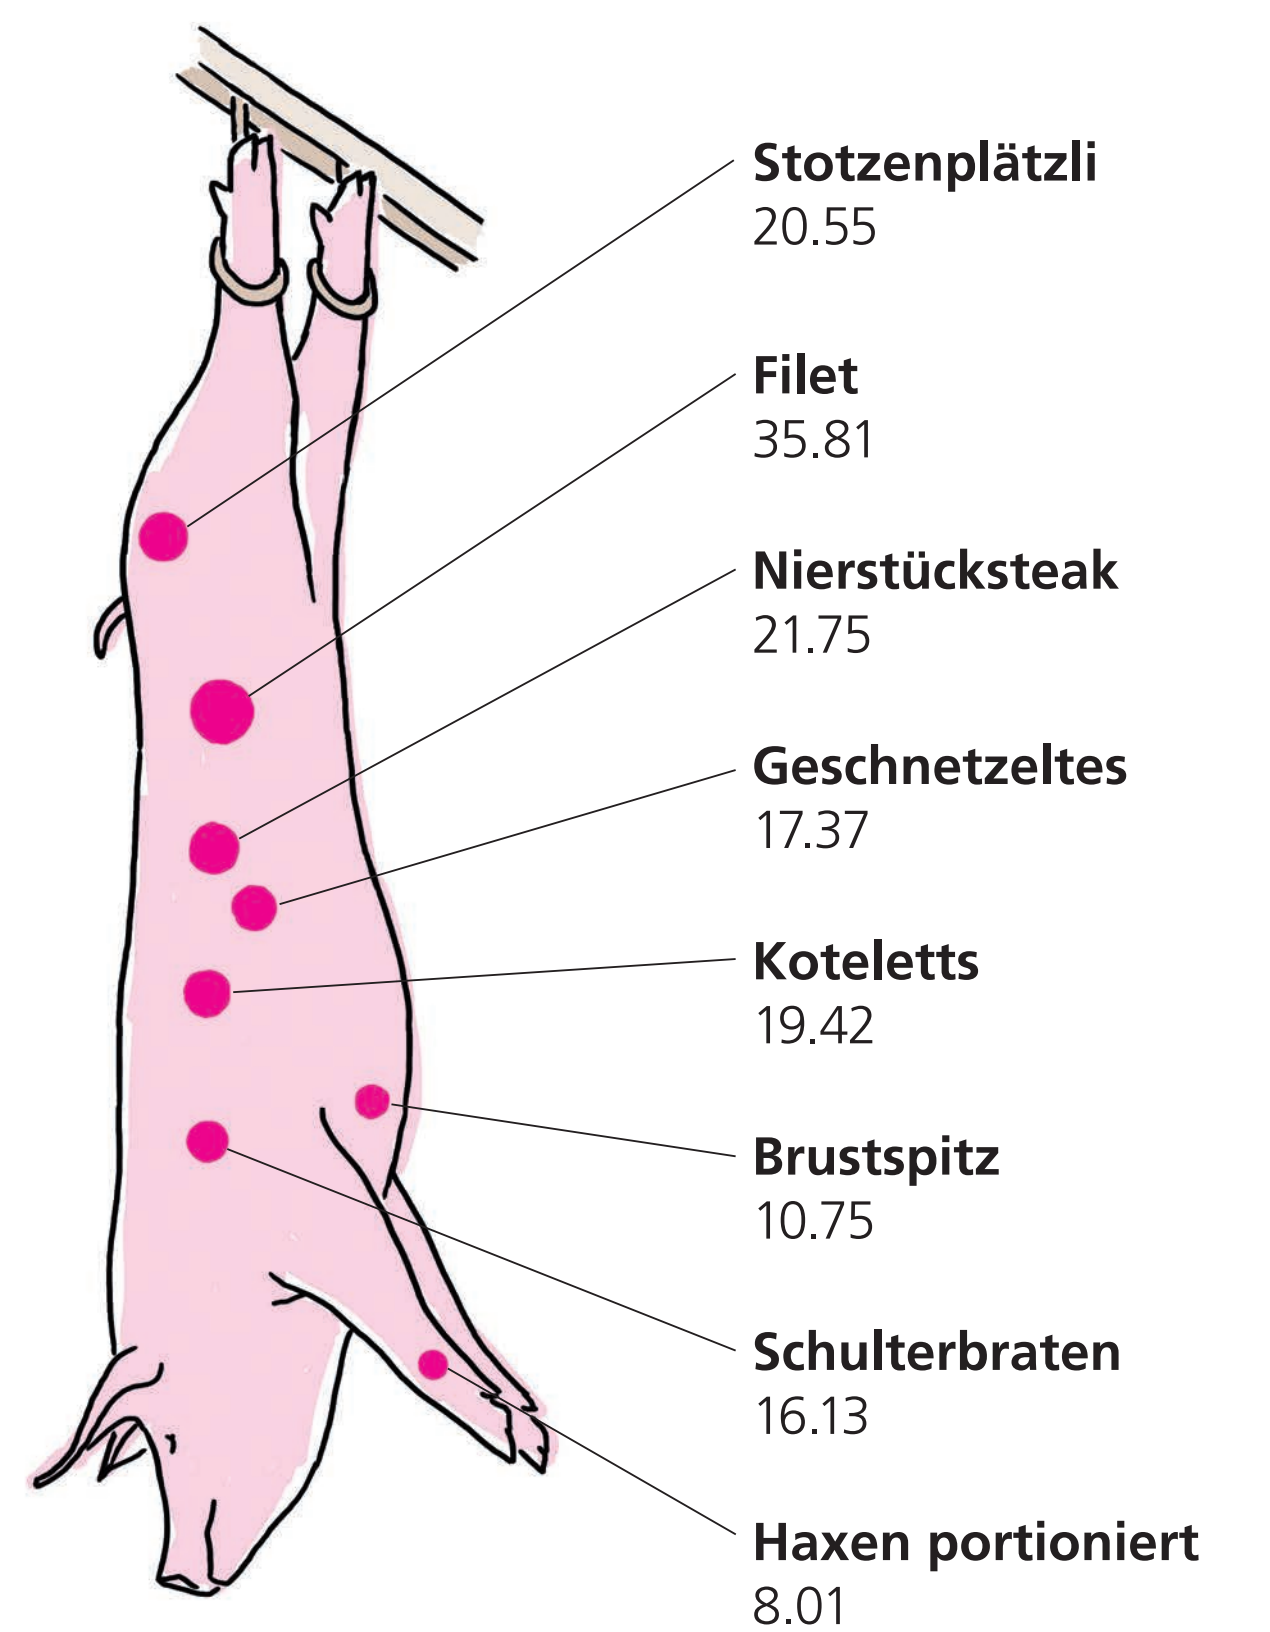 Stotzenplätzli
20.55
Filet
35.81
Nierstücksteak
21.75
Geschnetzeltes
17.37
Koteletts
19.42
Brustspitz
10.75
Schulterbraten
16.13
Haxen portioniert
8.01